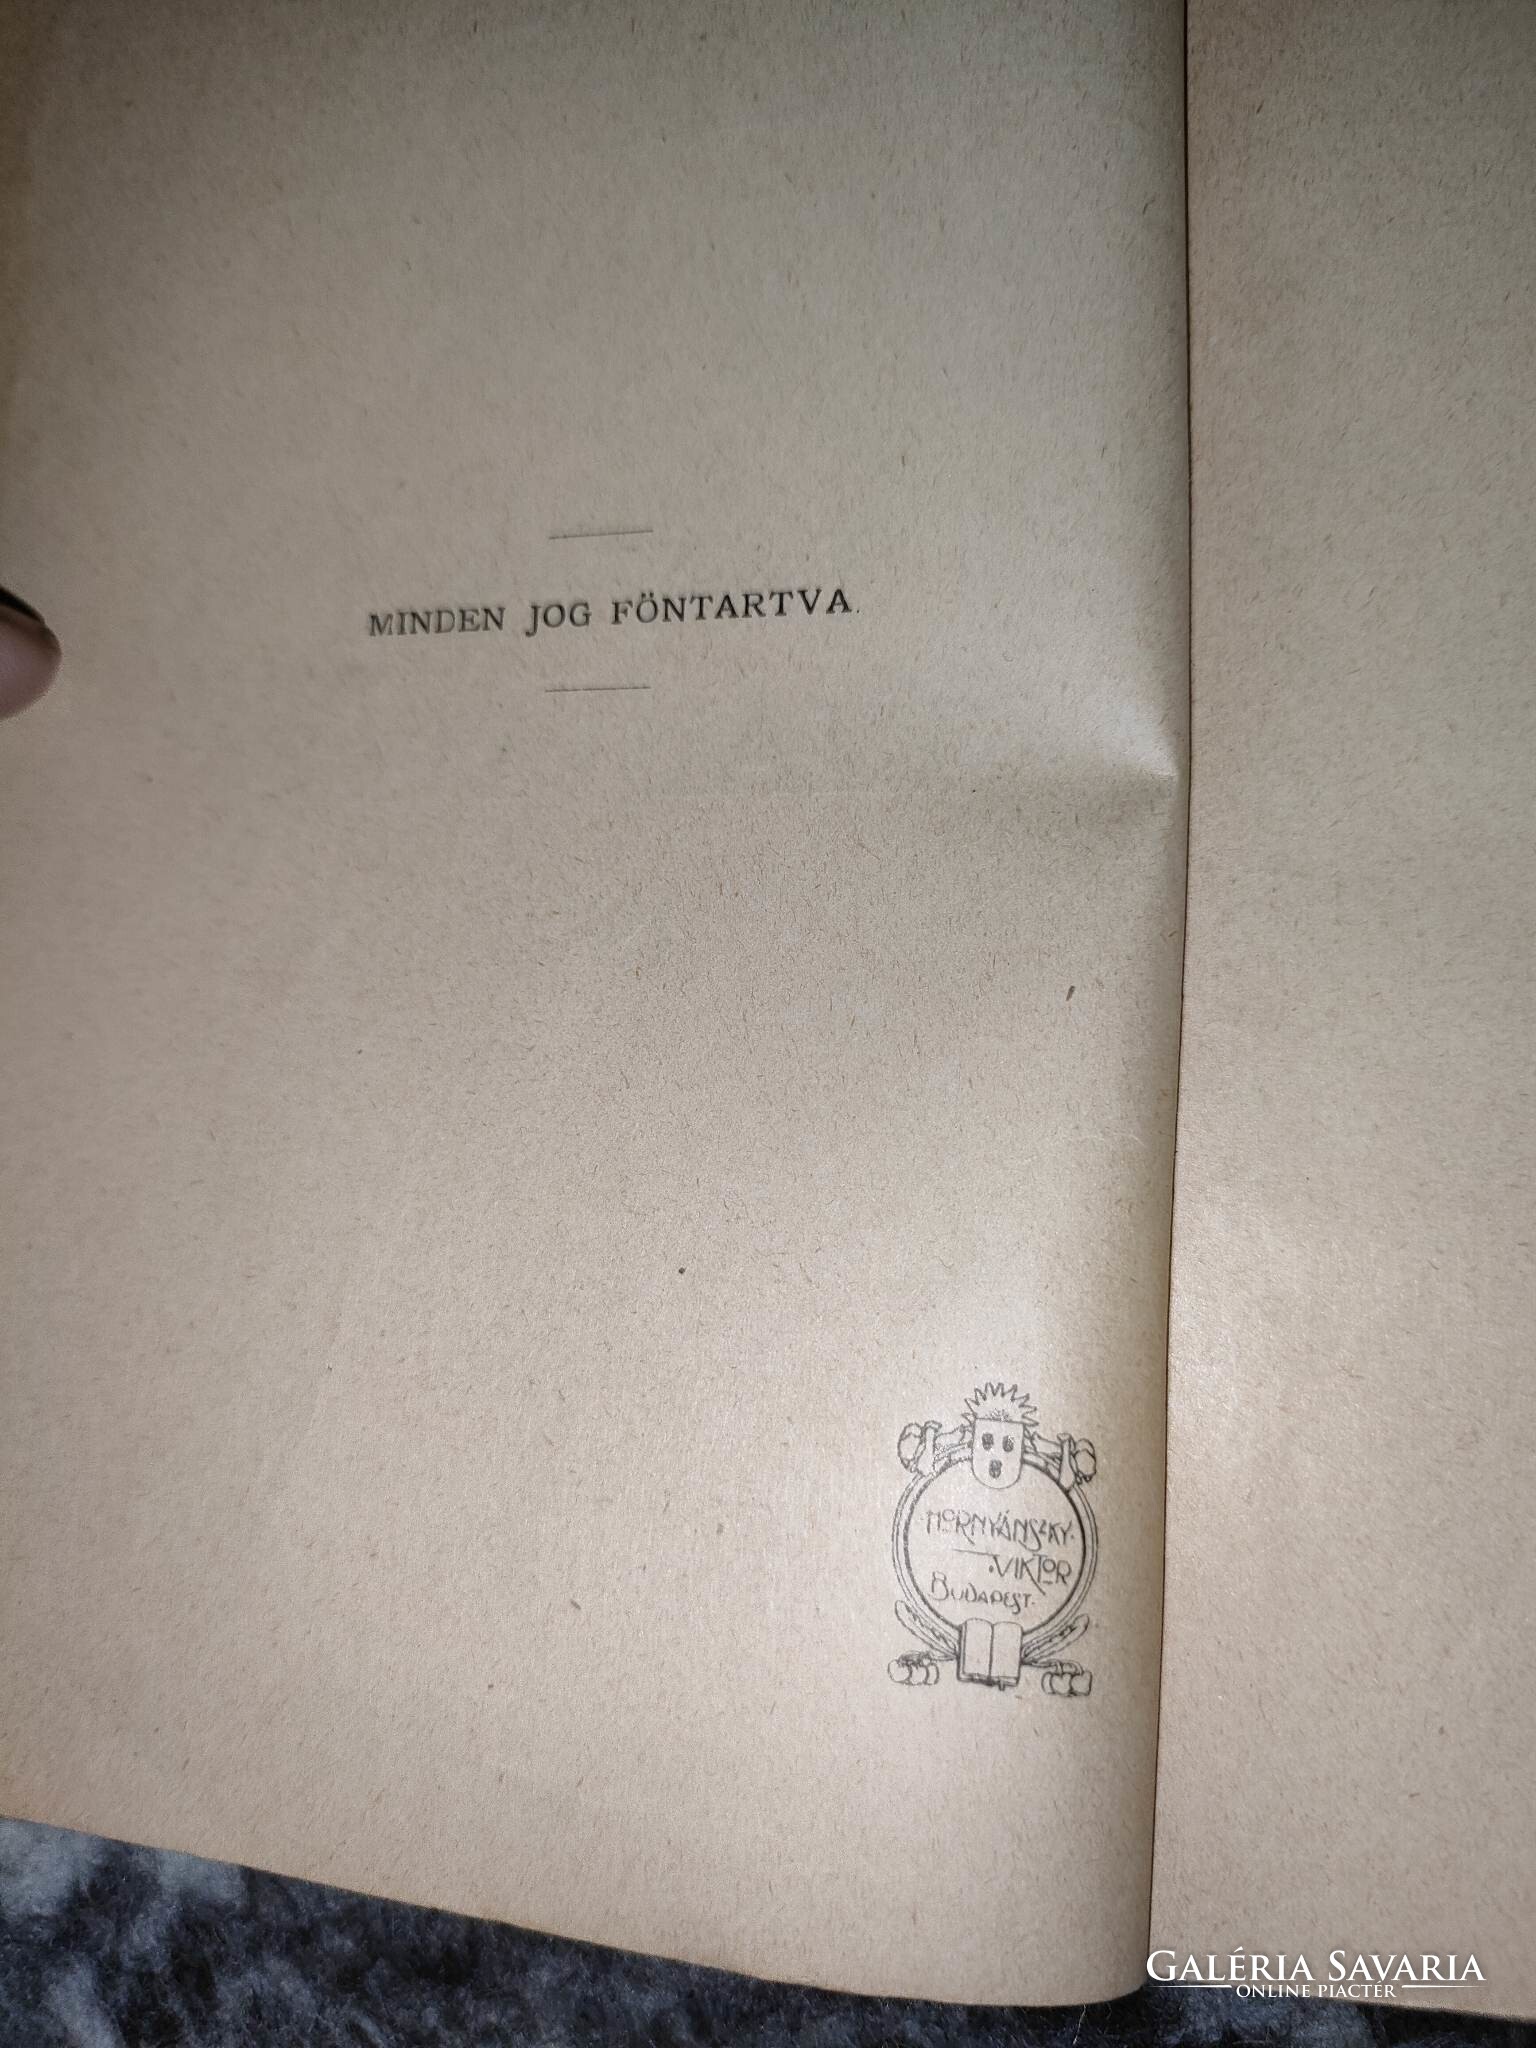 MINDEN JOG FÖNTARTVA.
HORNYÁNSZKY
VIKTOR
BUDAPEST.
GALÉRIA SAVARIA
ONLINE PIACTÉR